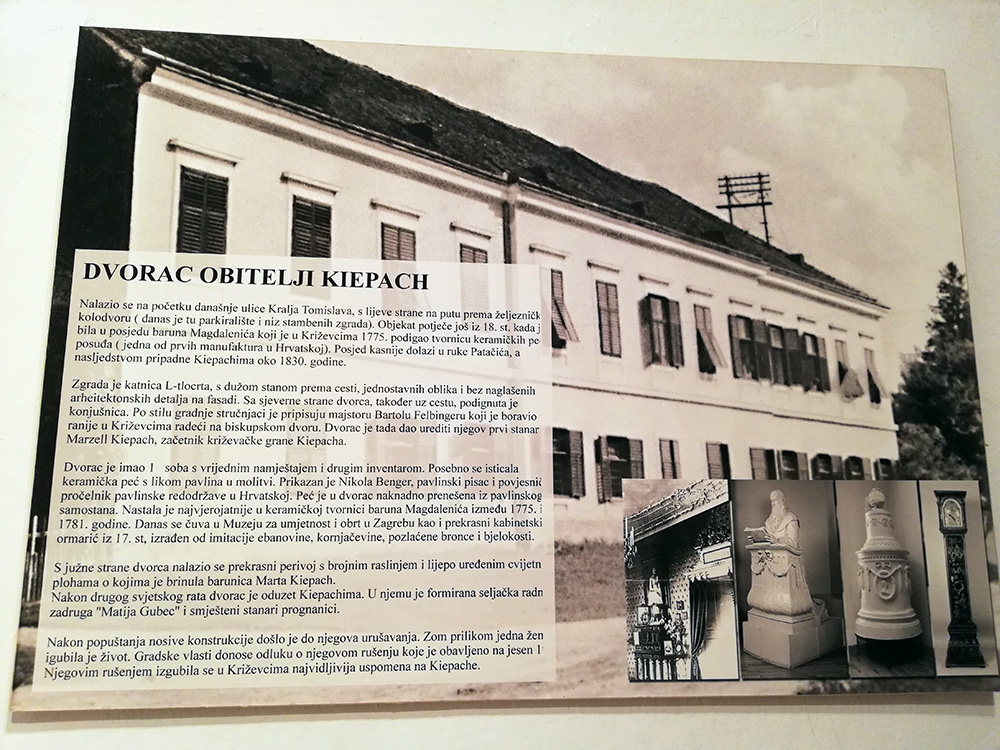 DVORAC OBITELJI KIEPACH
Nalazio se na početku današnje ulice Kralja Tomislava, s lijeve strane na putu prema željezničk
kolodvoru ( danas je tu parkiralište i niz stambenih zgrada). Objekat potječe još iz 18. st. kada j
bila u posjedu baruna Magdalenića koji je u Križevcima 1775. podigao tvornicu keramičkih pe
posuđa ( jedna od prvih manufaktura u Hrvatskoj). Posjed kasnije dolazi u ruke Patačića, a
nasljedstvom pripadne Kiepachima oko 1830. godine.
Zgrada je katnica L-tlocrta, s dužom stanom prema cesti, jednostavnih oblika i bez naglašenih
arheitektonskih detalja na fasadi. Sa sjeverne strane dvorca, također uz cestu, podignuta je
konjušnica. Po stilu gradnje stručnjaci je pripisuju majstoru Bartolu Felbingeru koji je boravio
ranije u Križevcima radeći na biskupskom dvoru. Dvorac je tada dao urediti njegov prvi stanar
Marzell Kiepach, začetnik križevačke grane Kiepacha.
Dvorac je imao 1 soba s vrijednim namještajem i drugim inventarom. Posebno se isticala
keramička peć s likom pavlina u molitvi. Prikazan je Nikola Benger, pavlinski pisac i povjesnič
pročelnik pavlinske redodržave u Hrvatskoj. Peć je u dvorac naknadno prenešena iz pavlinskog
samostana. Nastala je najvjerojatnije u keramičkoj tvornici baruna Magdalenića između 1775. i
1781. godine. Danas se čuva u Muzeju za umjetnost i obrt u Zagrebu kao i prekrasni kabinetski
ormarić iz 17. st, izrađen od imitacije ebanovine, kornjačevine, pozlaćene bronce i bjelokosti.
S južne strane dvorca nalazio se prekrasni perivoj s brojnim raslinjem i lijepo uređenim cvijetn
plohama o kojima je brinula barunica Marta Kiepach.
Nakon drugog svjetskog rata dvorac je oduzet Kiepachima. U njemu je formirana seljačka radn
zadruga "Matija Gubec" i smješteni stanari prognanici.
Nakon popuštanja nosive konstrukcije došlo je do njegova urušavanja. Zom prilikom jedna žen
igubila je život. Gradske vlasti donose odluku o njegovom rušenju koje je obavljeno na jesen 1
Njegovim rušenjem izgubila se u Križevcima najvidljivija uspomena na Kiepache.